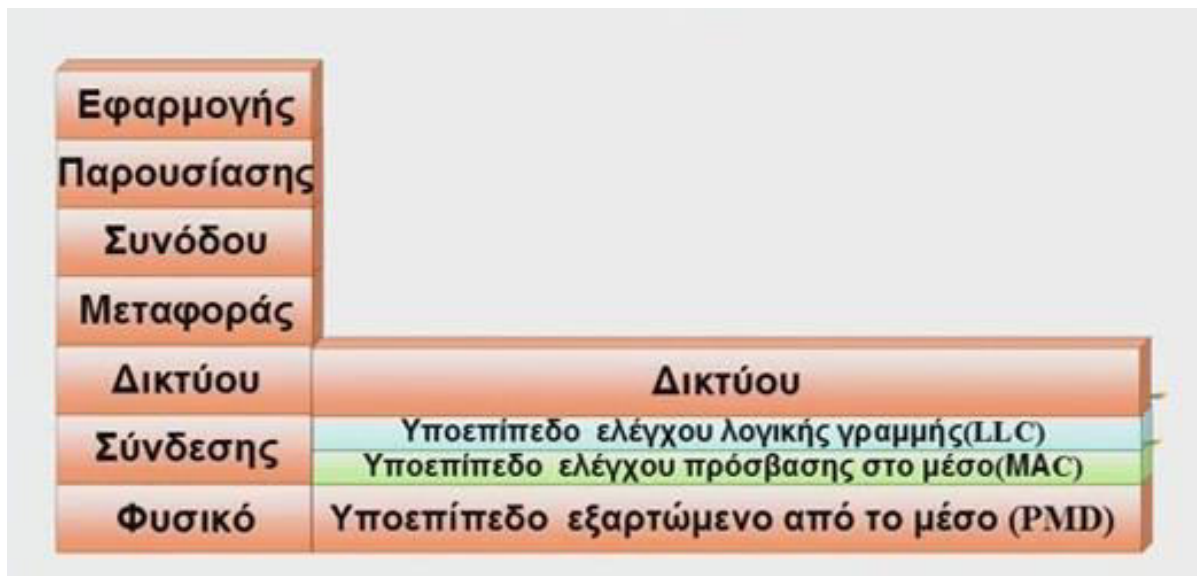 Εφαρμογής
Παρουσίασης
Συνόδου
Μεταφοράς
Δικτύου Δικτύου
Σύνδεσης
Υποεπίπεδο ελέγχου λογικής γραμμής(LLC)
Υποεπίπεδο ελέγχου πρόσβασης στο μέσο(MAC)
Φυσικό Υποεπίπεδο εξαρτώμενο από το μέσο (PMD)